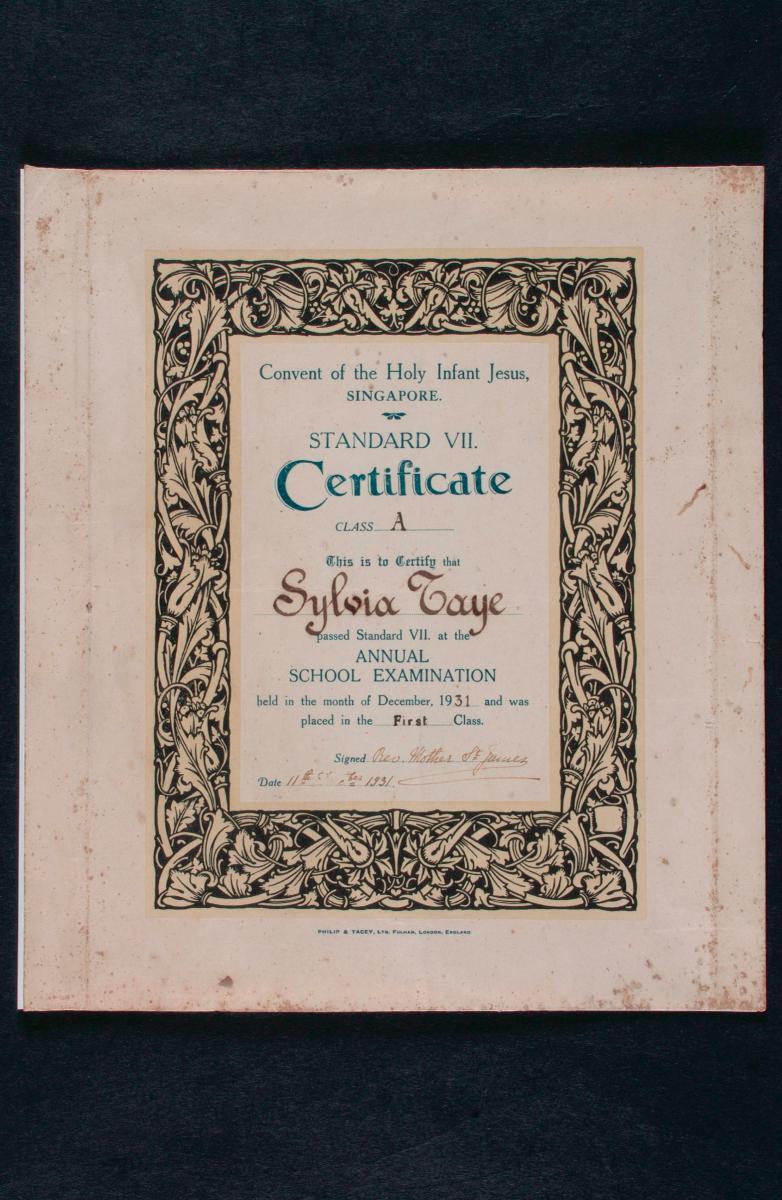 Convent of the Holy Infant Jesus,
SINGAPORE.
STANDARD VII.
Certificate
CLASS A
This is to Certify that
Sylvia Taye
passed Standard VII. at the
ANNUAL
SCHOOL EXAMINATION
held in the month of December, 1931 and was
placed in the First Class.
Signed Rev. Mother St. James
Date 11th 1931.
PHILIP & TACEY, LTD. FULHAM, LONDON, ENGLAND